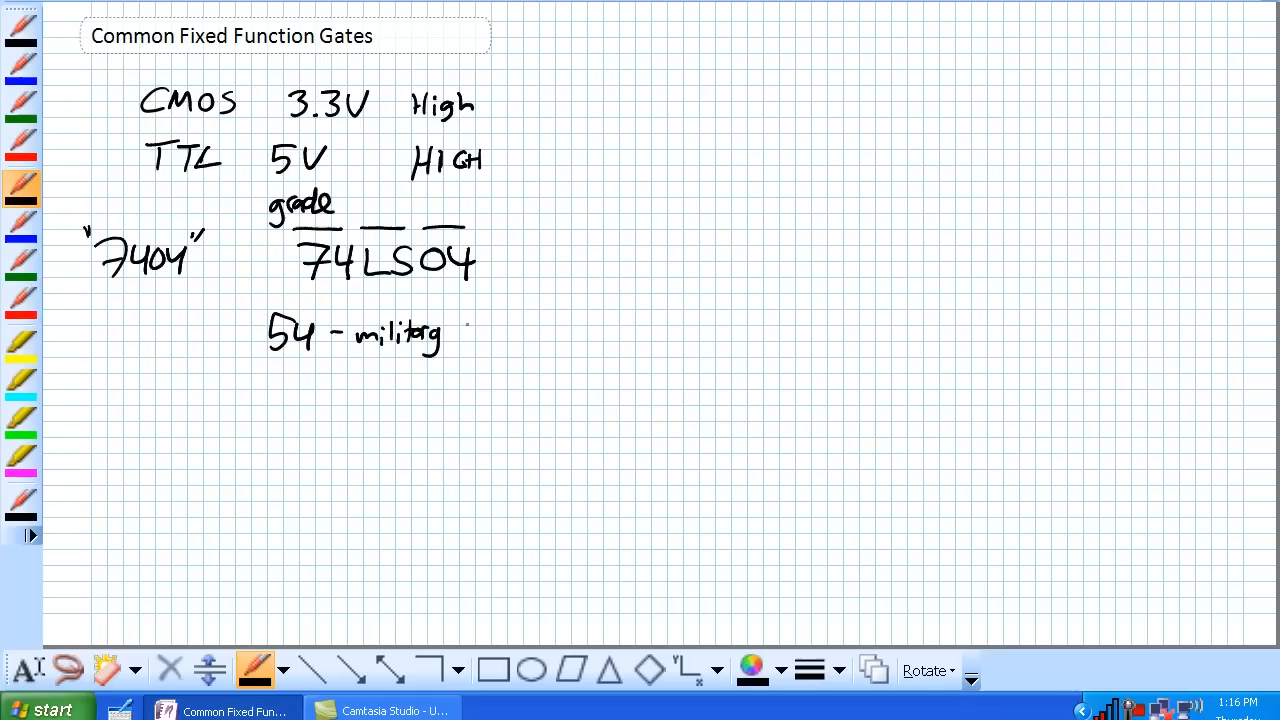 Common Fixed Function Gates
CMOS 3.3V High
TTL 5V HIGH
grade
"7404" 74LS04
54 - military
A
Rotate
start
Common Fixed Fun...
Camtasia Studio - U...
1:16 PM